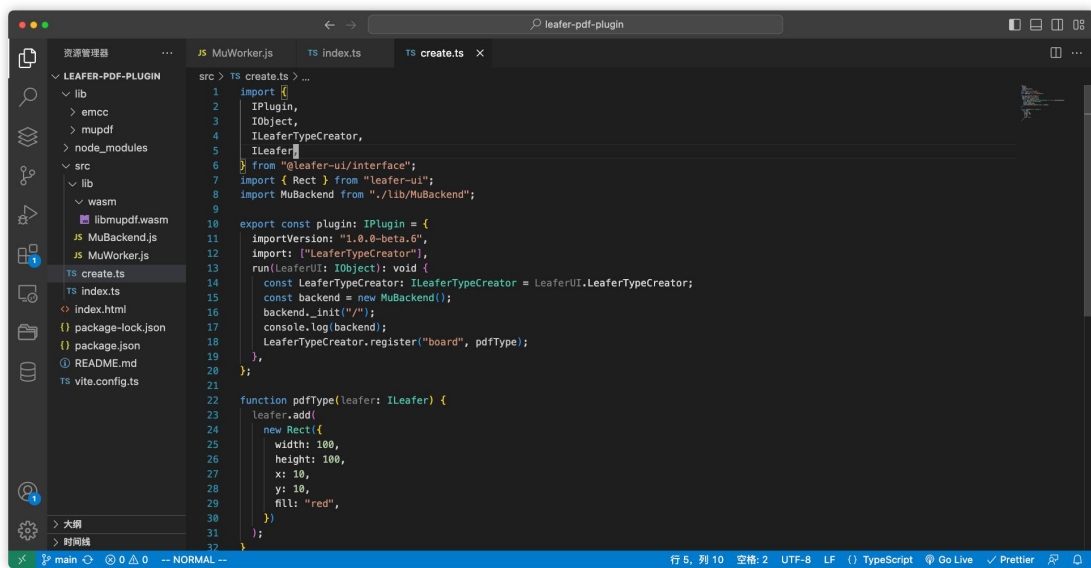 leafer-pdf-plugin
资源管理器
JS MuWorker.js
TS index.ts
TS create.ts
LEAFER-PDF-PLUGIN
lib
emcc
mupdf
node_modules
src
lib
wasm
libmupdf.wasm
JS MuBackend.js
JS MuWorker.js
TS create.ts
TS index.ts
index.html
{} package-lock.json
{} package.json
README.md
TS vite.config.ts
大纲
时间线
src > TS create.ts > ...
1 import {
2 IPlugin,
3 IObject,
4 ILeaferTypeCreator,
5 ILeafer,
6 } from "@leafer-ui/interface";
7 import { Rect } from "leafer-ui";
8 import MuBackend from "./lib/MuBackend";
9
10 export const plugin: IPlugin = {
11 importVersion: "1.0.0-beta.6",
12 import: ["LeaferTypeCreator"],
13 run(LeaferUI: IObject): void {
14 const LeaferTypeCreator: ILeaferTypeCreator = LeaferUI.LeaferTypeCreator;
15 const backend = new MuBackend();
16 backend._init("/");
17 console.log(backend);
18 LeaferTypeCreator.register("board", pdfType);
19 },
20 };
21
22 function pdfType(leafer: ILeafer) {
23 leafer.add(
24 new Rect({
25 width: 100,
26 height: 100,
27 x: 10,
28 y: 10,
29 fill: "red",
30 })
31 );
32 }
1
1
main 0 0 -- NORMAL -- 行 5，列 10 空格: 2 UTF-8 LF {} TypeScript Go Live Prettier